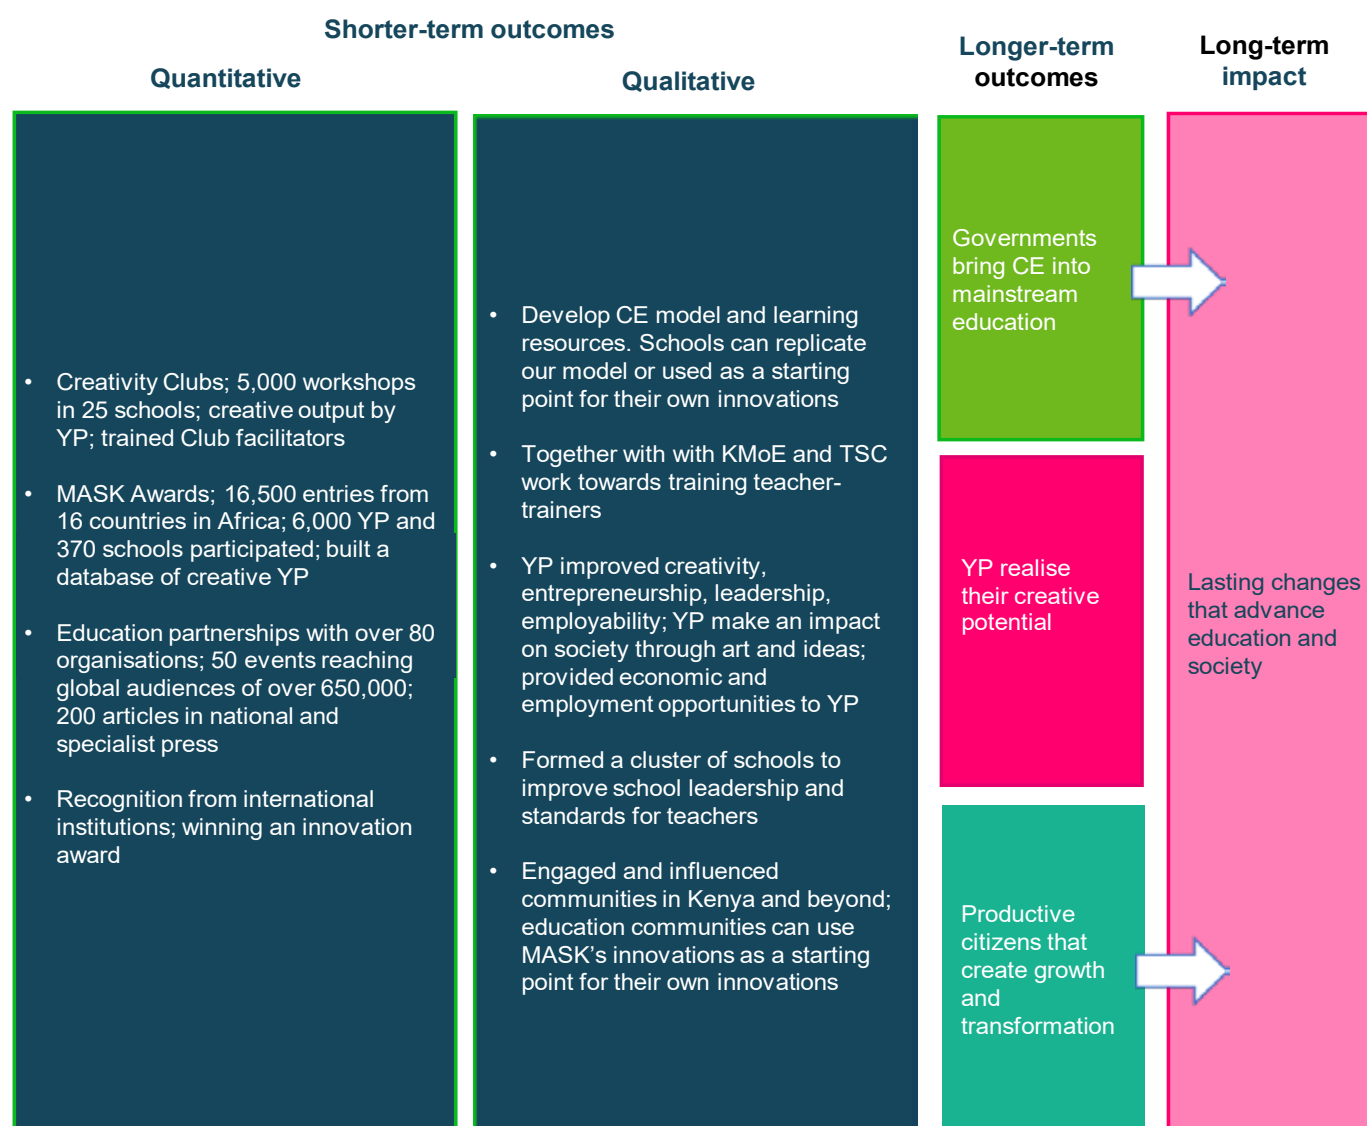 Shorter-term outcomes
Quantitative
Qualitative
Longer-term
outcomes
Long-term
impact
• Creativity Clubs; 5,000 workshops
in 25 schools; creative output by
YP; trained Club facilitators
• MASK Awards; 16,500 entries from
16 countries in Africa; 6,000 YP and
370 schools participated; built a
database of creative YP
• Education partnerships with over 80
organisations; 50 events reaching
global audiences of over 650,000;
200 articles in national and
specialist press
• Recognition from international
institutions; winning an innovation
award
• Develop CE model and learning
resources. Schools can replicate
our model or used as a starting
point for their own innovations
• Together with with KMoE and TSC
work towards training teacher-
trainers
• YP improved creativity,
entrepreneurship, leadership,
employability; YP make an impact
on society through art and ideas;
provided economic and
employment opportunities to YP
• Formed a cluster of schools to
improve school leadership and
standards for teachers
• Engaged and influenced
communities in Kenya and beyond;
education communities can use
MASK’s innovations as a starting
point for their own innovations
Governments
bring CE into
mainstream
education
YP realise
their creative
potential
Productive
citizens that
create growth
and
transformation
Lasting changes
that advance
education and
society